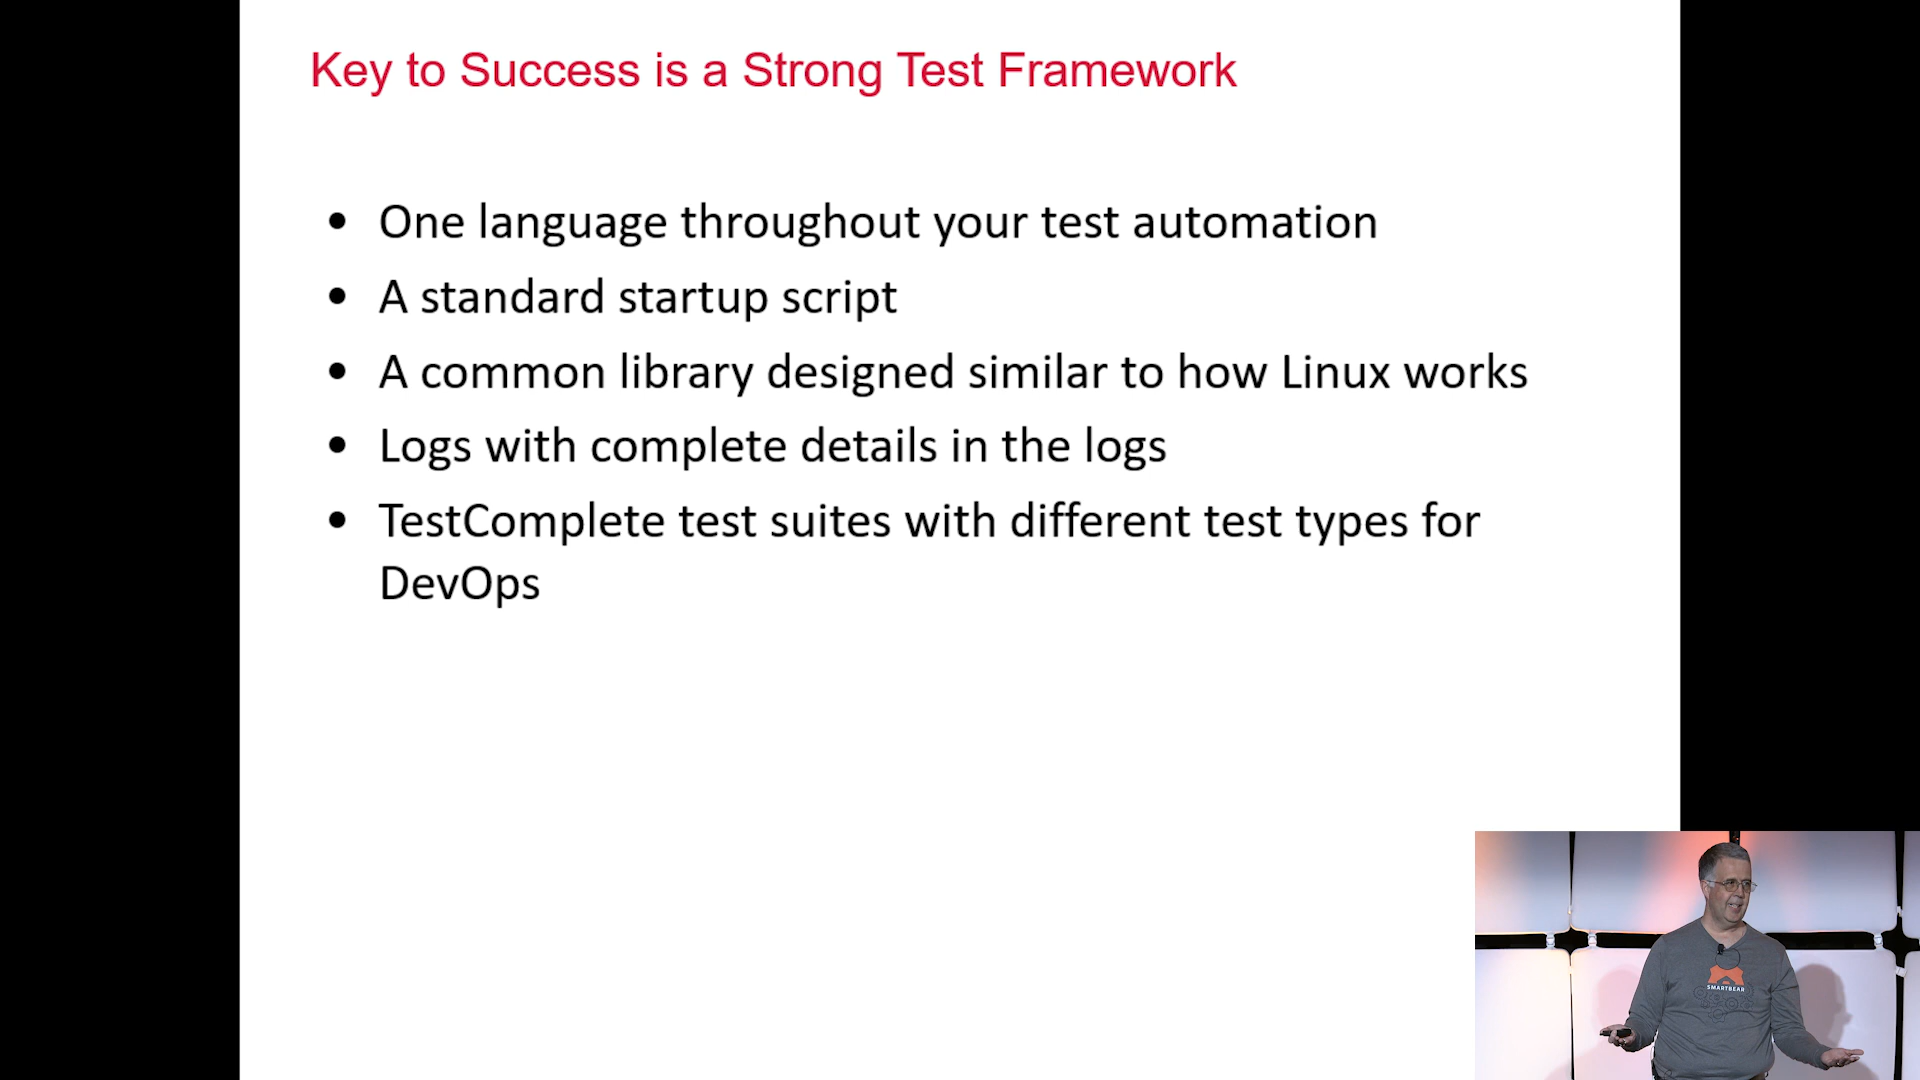 Key to Success is a Strong Test Framework
• One language throughout your test automation
• A standard startup script
• A common library designed similar to how Linux works
• Logs with complete details in the logs
• TestComplete test suites with different test types for
DevOps
SMARTBEAR